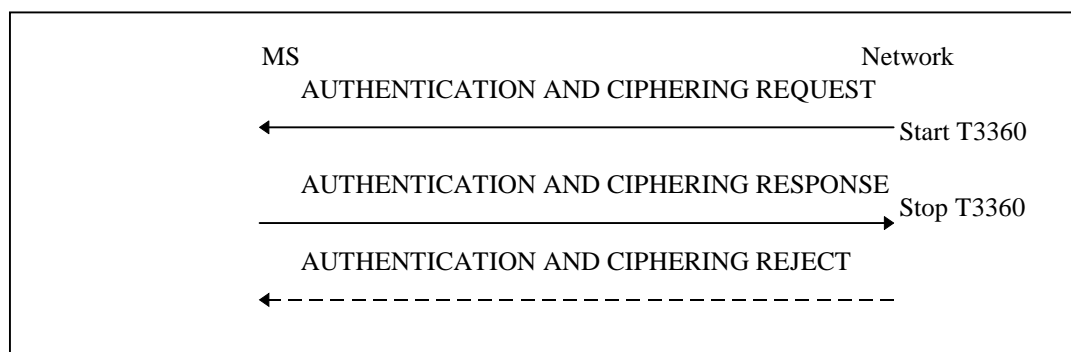 MS Network
AUTHENTICATION AND CIPHERING REQUEST
Start T3360
AUTHENTICATION AND CIPHERING RESPONSE
Stop T3360
AUTHENTICATION AND CIPHERING REJECT